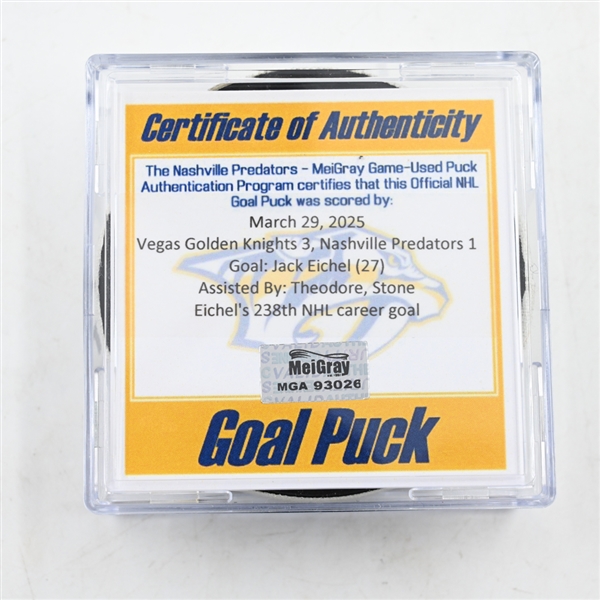 Certificate of Authenticity
The Nashville Predators - MeiGray Game-Used Puck
Authentication Program certifies that this Official NHL
Goal Puck was scored by:
March 29, 2025
Vegas Golden Knights 3, Nashville Predators 1
Goal: Jack Eichel (27)
Assisted By: Theodore, Stone
Eichel's 238th NHL career goal
MeiGray
MGA 93026
Goal Puck